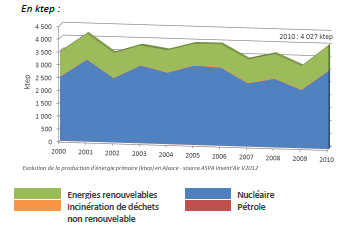 En ktep :
4 500
4 000
3 500
3 000
2 500
2 000
1 500
1 000
500
0
ktep
2010 : 4 027 ktep
2000 2001 2002 2003 2004 2005 2006 2007 2008 2009 2010
Evolution de la production d'énergie primaire (ktep) en Alsace - source ASPA Invent'Air V2012
Energies renouvelables Nucléaire
Incinération de déchets Pétrole
non renouvelable